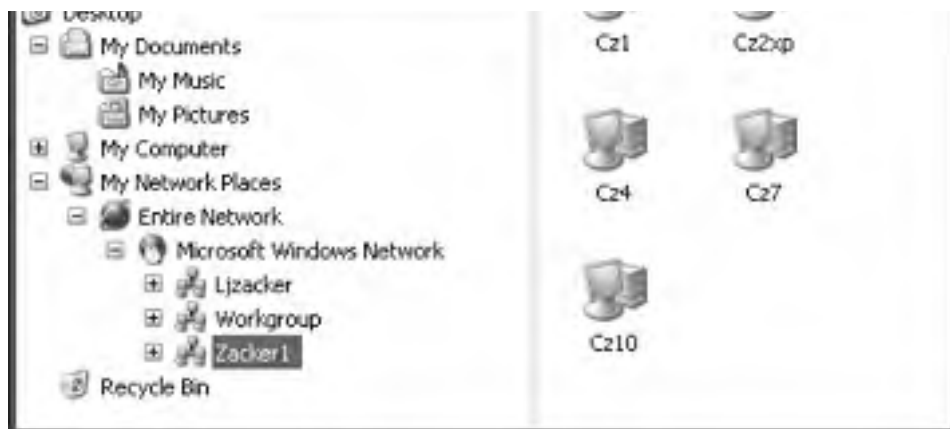 Desktop
My Documents
My Music
My Pictures
My Computer
My Network Places
Entire Network
Microsoft Windows Network
Ljzacker
Workgroup
Zacker1
Recycle Bin
Cz1 Cz2xp
Cz4 Cz7
Cz10